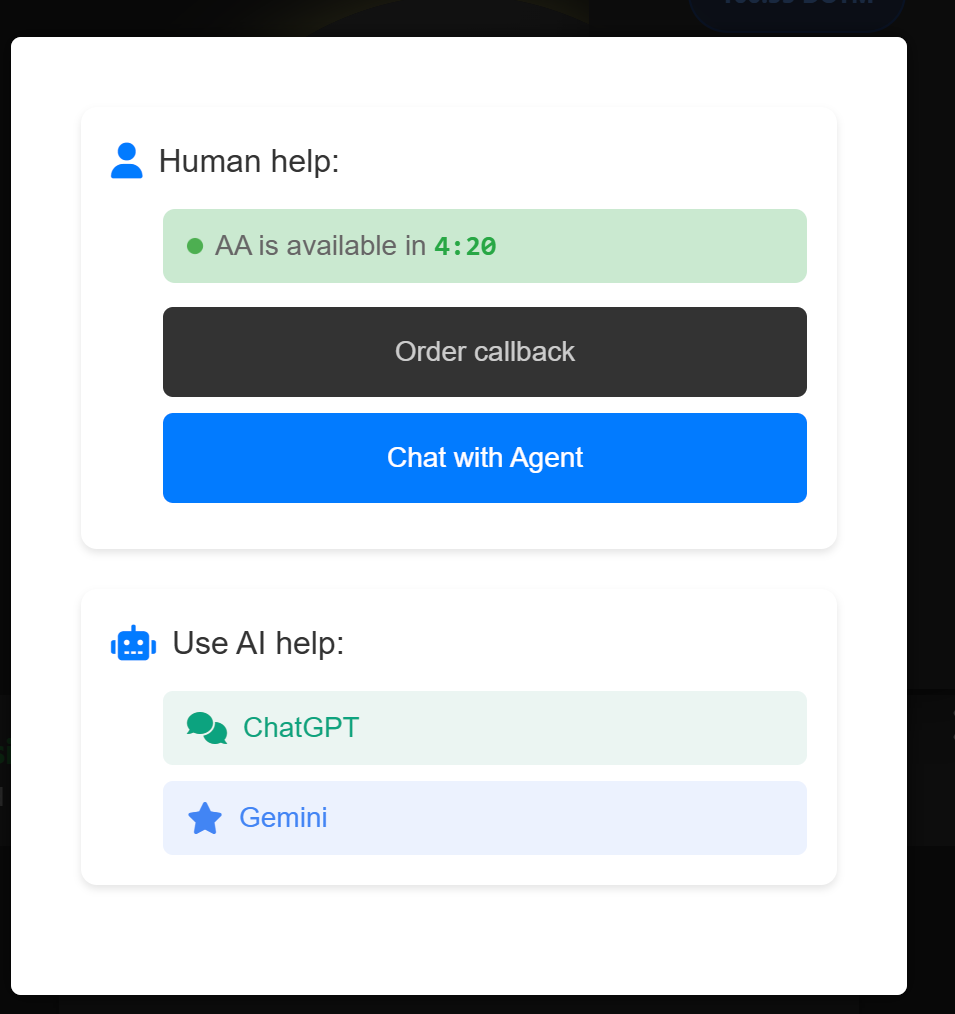 Human help:
AA is available in 4:20
Order callback
Chat with Agent
Use AI help:
ChatGPT
Gemini